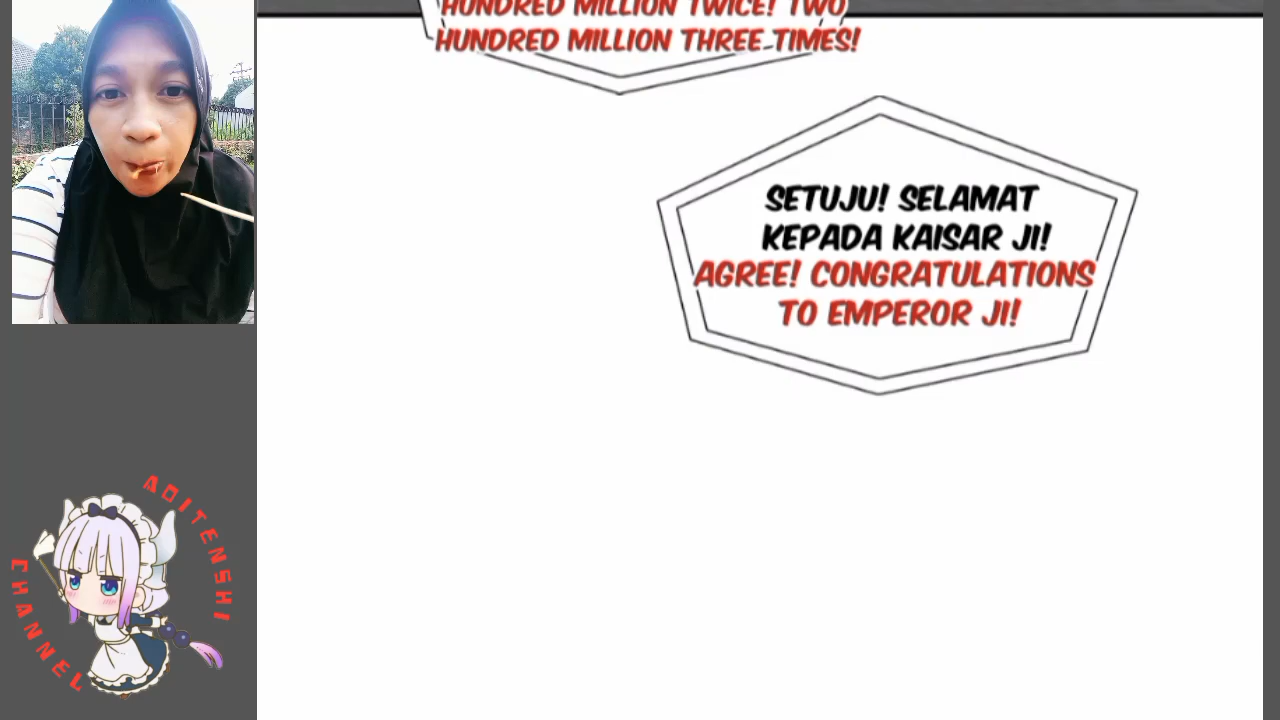 HUNDRED MILLION TWICE! TWO
HUNDRED MILLION THREE TIMES!
SETUJU! SELAMAT
KEPADA KAISAR JI!
AGREE! CONGRATULATIONS
TO EMPEROR JI!
ADITENSHI
CHANNEL